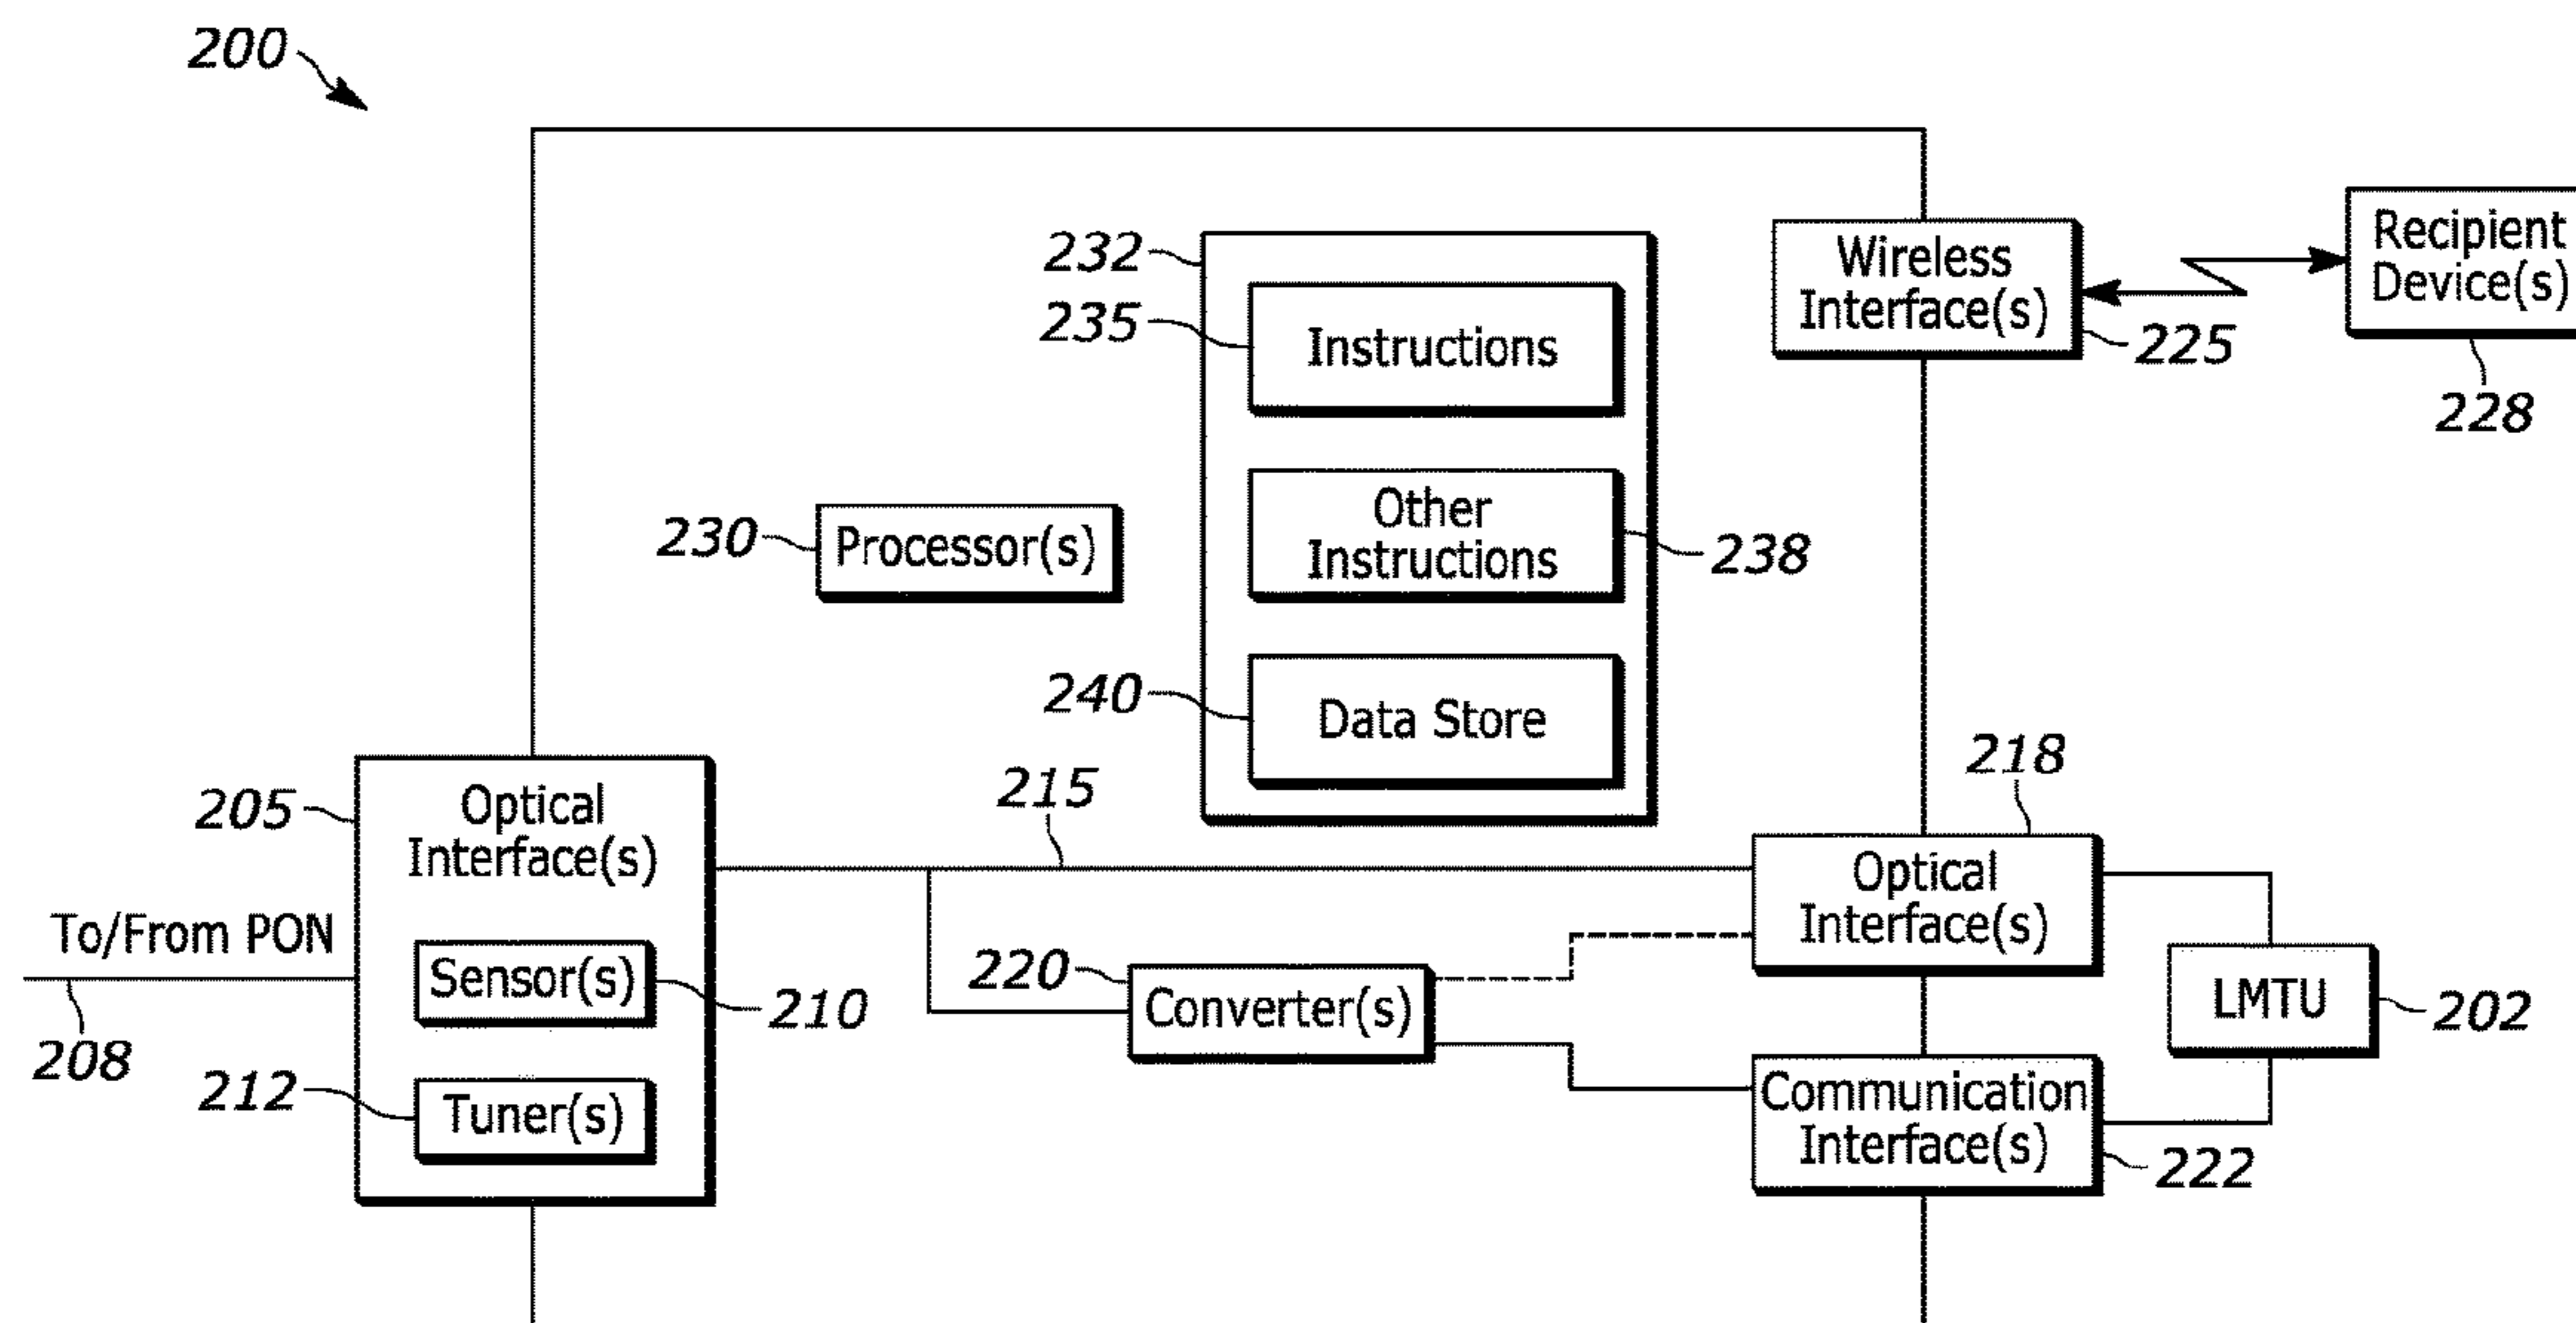 200
232
235
Instructions
Wireless
Interface(s)
225
Recipient
Device(s)
228
230
Processor(s)
Other
Instructions
238
240
Data Store
205
Optical
Interface(s)
215
218
Optical
Interface(s)
To/From PON
208
Sensor(s)
210
212
Tuner(s)
220
Converter(s)
LMTU
202
Communication
Interface(s)
222